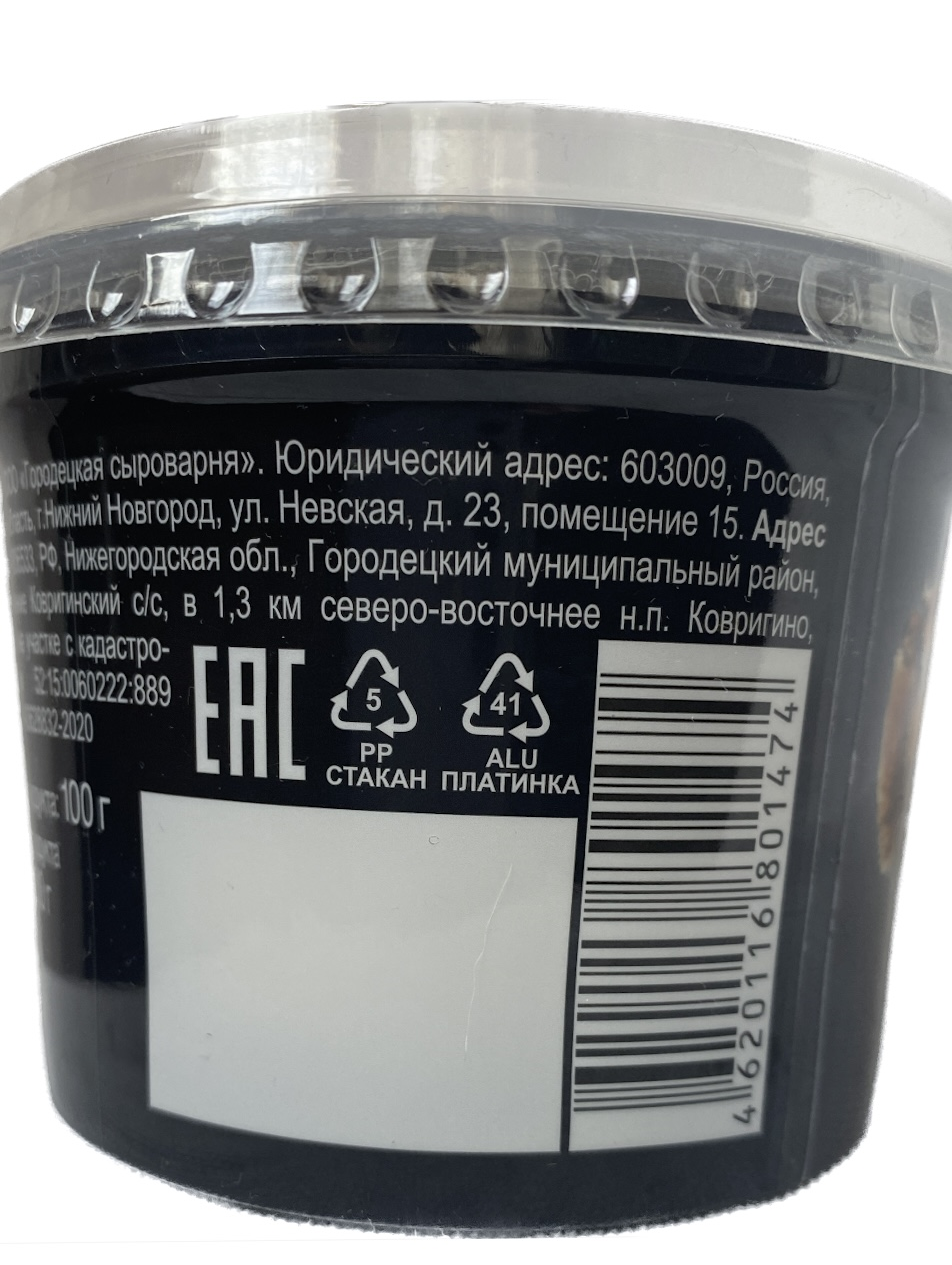 «Городецкая сыроварня». Юридический адрес: 603009, Россия,
г.Нижний Новгород, ул. Невская, д. 23, помещение 15. Адрес
РФ, Нижегородская обл., Городецкий муниципальный район,
Ковригинский с/с, в 1,3 км северо-восточнее н.п. Ковригино,
участке с кадастро-
52:15:0060222:889
-2020
100 г
г
ЕАС
5
PP
СТАКАН
41
ALU
ПЛАТИНКА
4620116801474